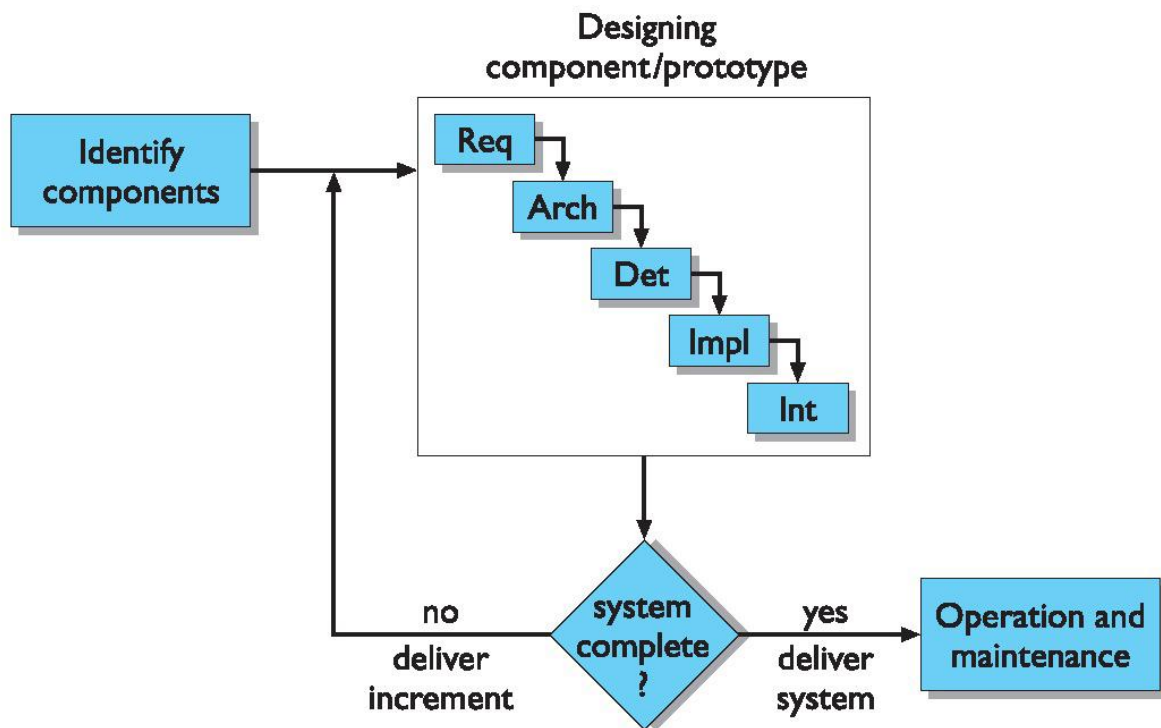 Designing
component/prototype
Identify
components
Req
Arch
Det
Impl
Int
system
complete
?
no
deliver
increment
yes
deliver
system
Operation and
maintenance